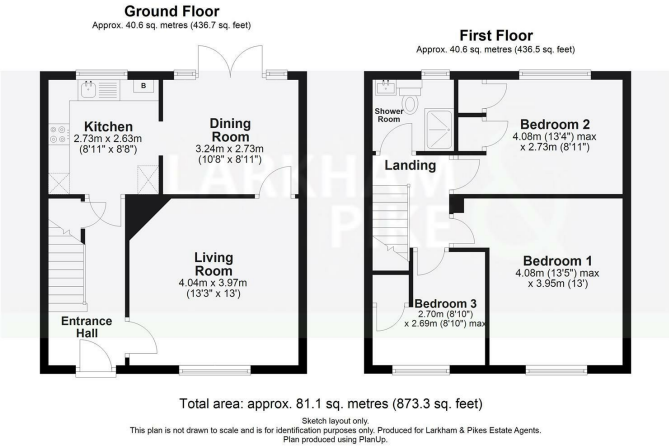 Ground Floor
Approx. 40.6 sq. metres (436.7 sq. feet)
B
Kitchen
2.73m x 2.63m
(8'11" x 8'8")
Dining
Room
3.24m x 2.73m
(10'8" x 8'11")
Living
Room
4.04m x 3.97m
(13'3" x 13')
Entrance
Hall
First Floor
Approx. 40.6 sq. metres (436.5 sq. feet)
Shower
Room
Bedroom 2
4.08m (13'4") max
x 2.73m (8'11")
Landing
Bedroom 1
4.08m (13'5") max
x 3.95m (13')
Bedroom 3
2.70m (8'10")
x 2.69m (8'10") max
LARKHAM
& PIKE
Total area: approx. 81.1 sq. metres (873.3 sq. feet)
Sketch layout only.
This plan is not drawn to scale and is for identification purposes only. Produced for Larkham & Pikes Estate Agents.
Plan produced using PlanUp.